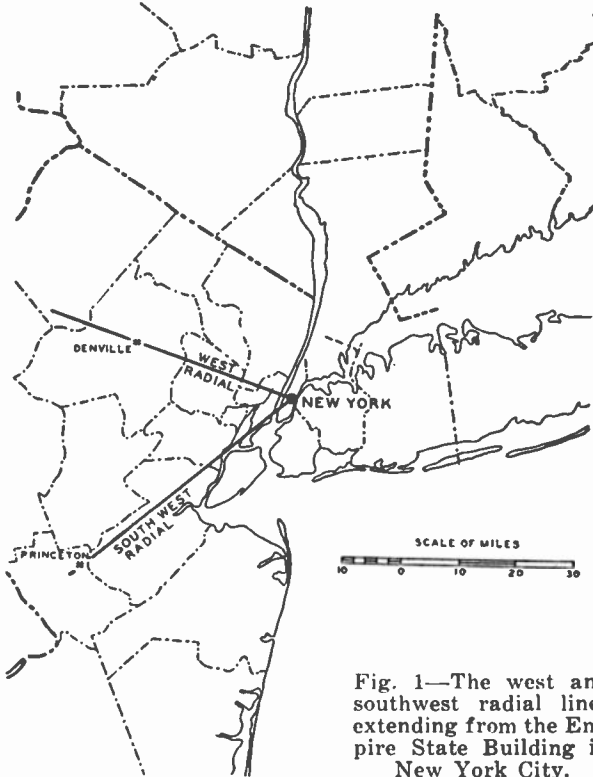 DENVILLE
WEST
RADIAL
NEW YORK
SOUTH WEST
RADIAL
PRINCETON
SCALE OF MILES
10 0 10 20 30
Fig. 1—The west an
southwest radial line
extending from the Em
pire State Building i
New York City.